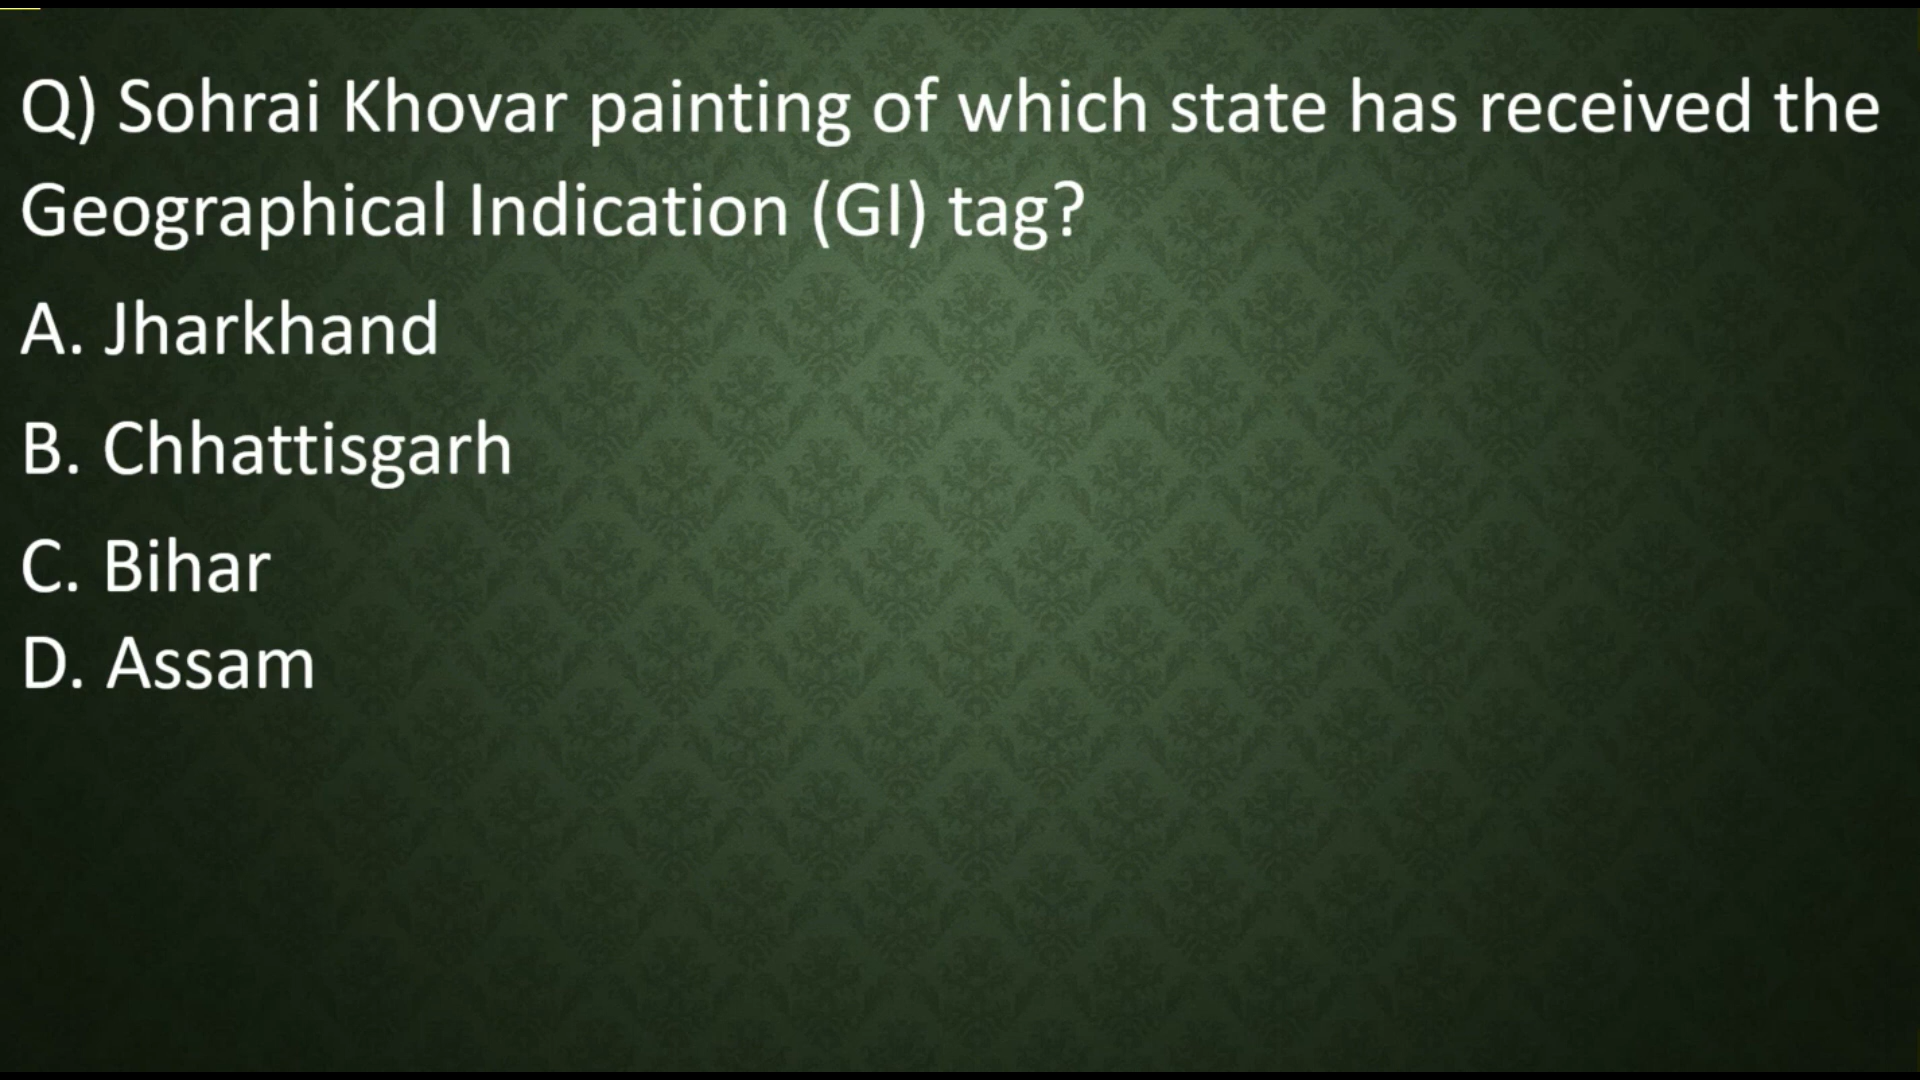 Q) Sohrai Khovar painting of which state has received the
Geographical Indication (GI) tag?
A. Jharkhand
B. Chhattisgarh
C. Bihar
D. Assam